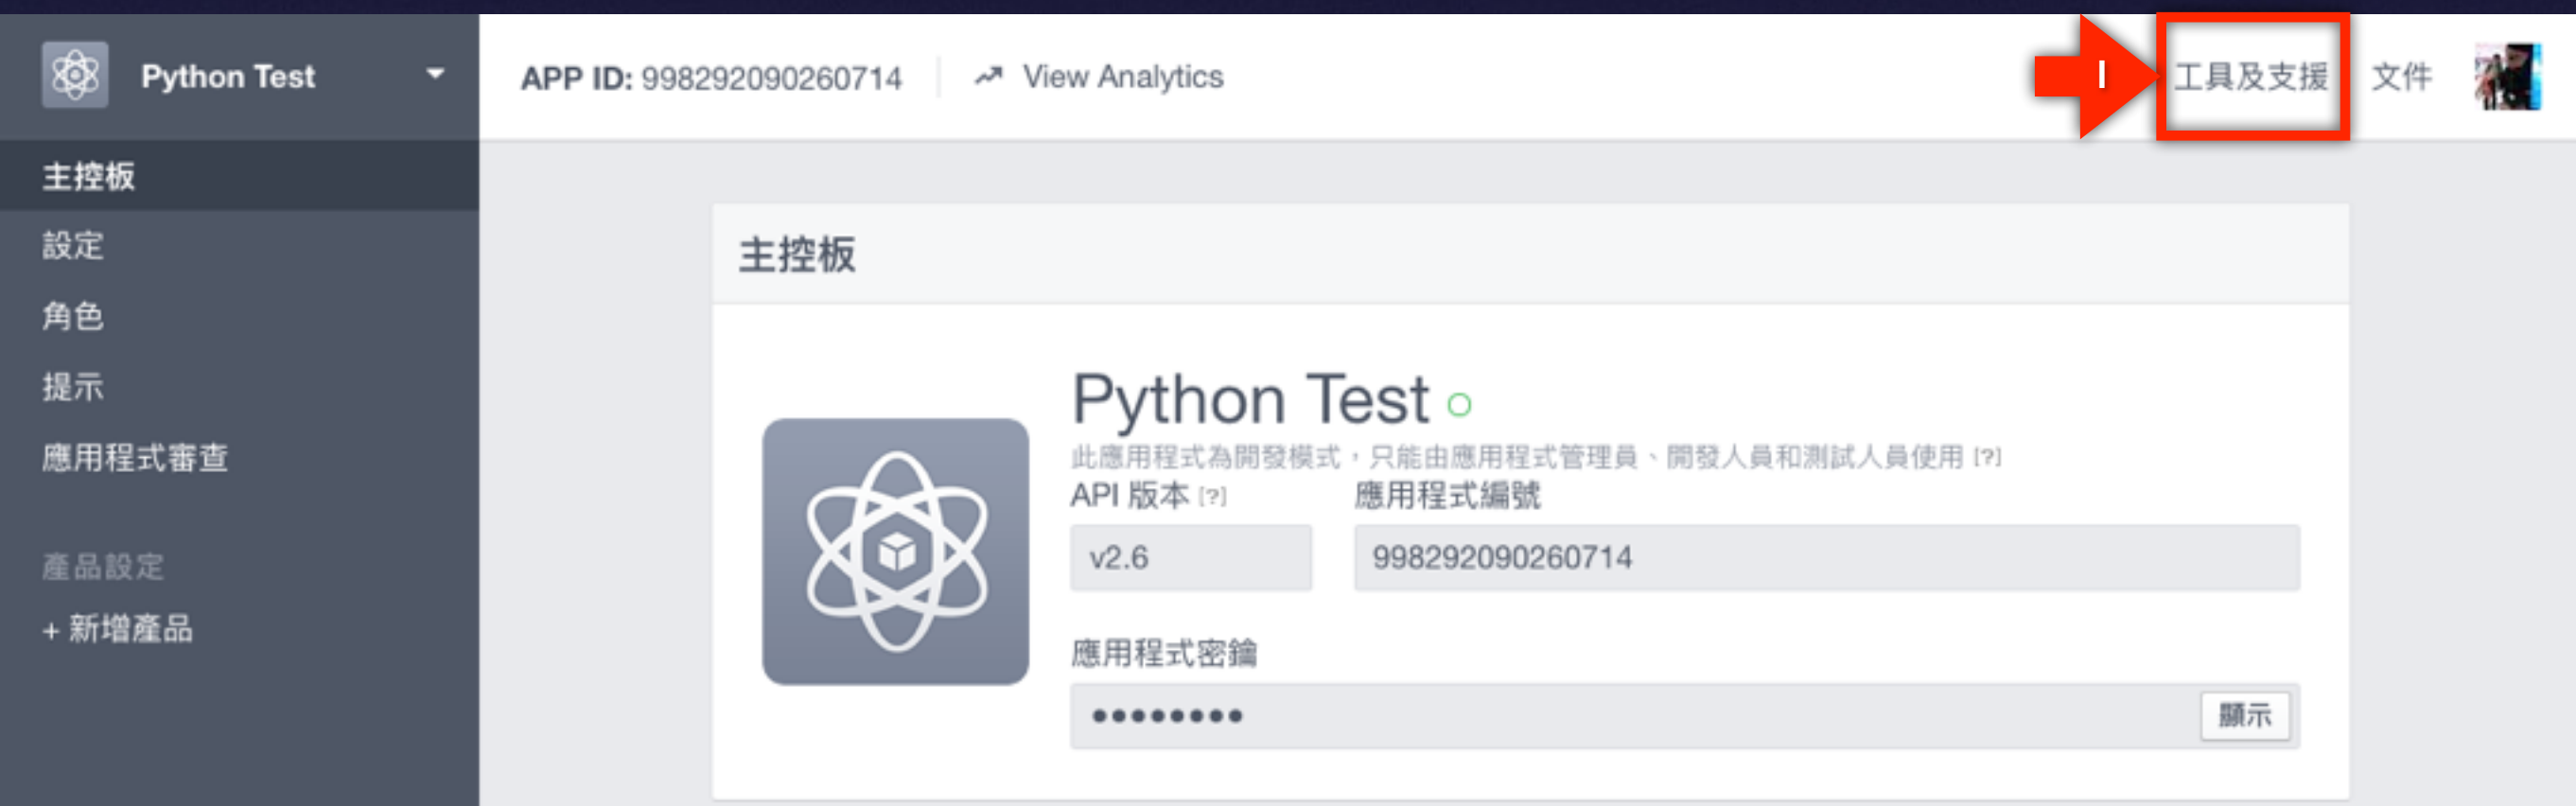 Python Test
APP ID: 998292090260714
View Analytics
I
工具及支援
文件
主控板
設定
角色
提示
應用程式審查
產品設定
+ 新增產品
主控板
Python Test
此應用程式為開發模式，只能由應用程式管理員、開發人員和測試人員使用 [?]
API 版本 [?]
應用程式編號
v2.6
998292090260714
應用程式密鑰
••••••••
顯示